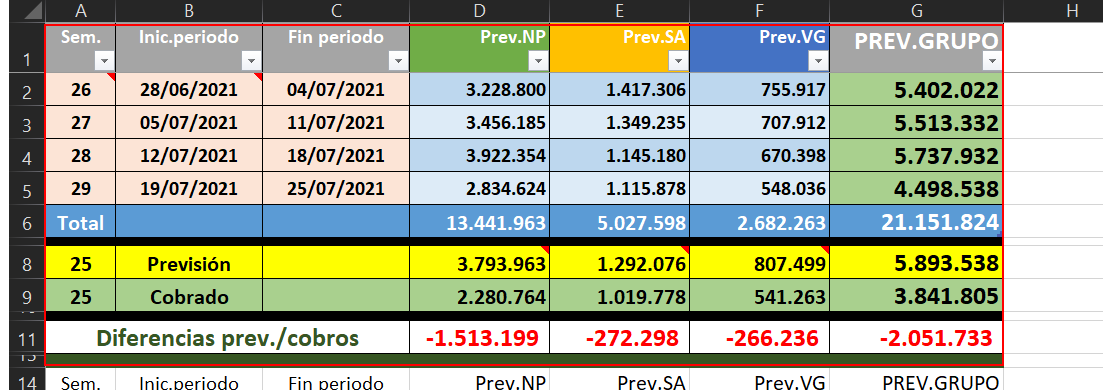 A B C D E F G H
1 Sem. Inic.periodo Fin periodo Prev.NP Prev.SA Prev.VG PREV.GRUPO
2 26 28/06/2021 04/07/2021 3.228.800 1.417.306 755.917 5.402.022
3 27 05/07/2021 11/07/2021 3.456.185 1.349.235 707.912 5.513.332
4 28 12/07/2021 18/07/2021 3.922.354 1.145.180 670.398 5.737.932
5 29 19/07/2021 25/07/2021 2.834.624 1.115.878 548.036 4.498.538
6 Total 13.441.963 5.027.598 2.682.263 21.151.824
8 25 Previsión 3.793.963 1.292.076 807.499 5.893.538
9 25 Cobrado 2.280.764 1.019.778 541.263 3.841.805
11 Diferencias prev./cobros -1.513.199 -272.298 -266.236 -2.051.733
14 Sem. Inic.periodo Fin periodo Prev.NP Prev.SA Prev.VG PREV.GRUPO